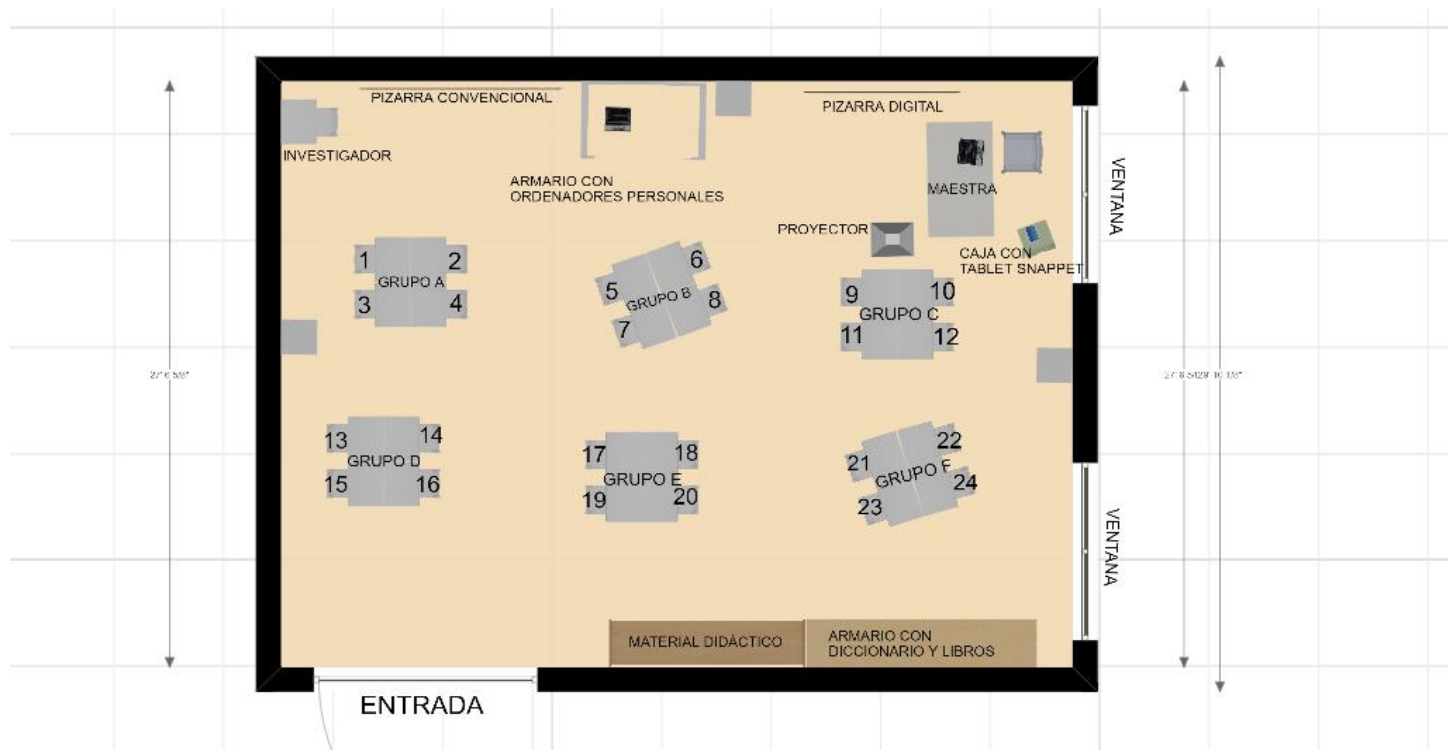 PIZARRA CONVENCIONAL
PIZARRA DIGITAL
INVESTIGADOR
ARMARIO CON
ORDENADORES PERSONALES
MAESTRA
VENTANA
PROYECTOR
CAJA CON
TABLET SNAPPET
1
2
GRUPO A
3
4
5
6
GRUPO B
7
8
9
10
GRUPO C
11
12
13
14
GRUPO D
15
16
17
18
GRUPO E
19
20
21
22
GRUPO F
23
24
VENTANA
MATERIAL DIDÁCTICO
ARMARIO CON
DICCIONARIO Y LIBROS
ENTRADA